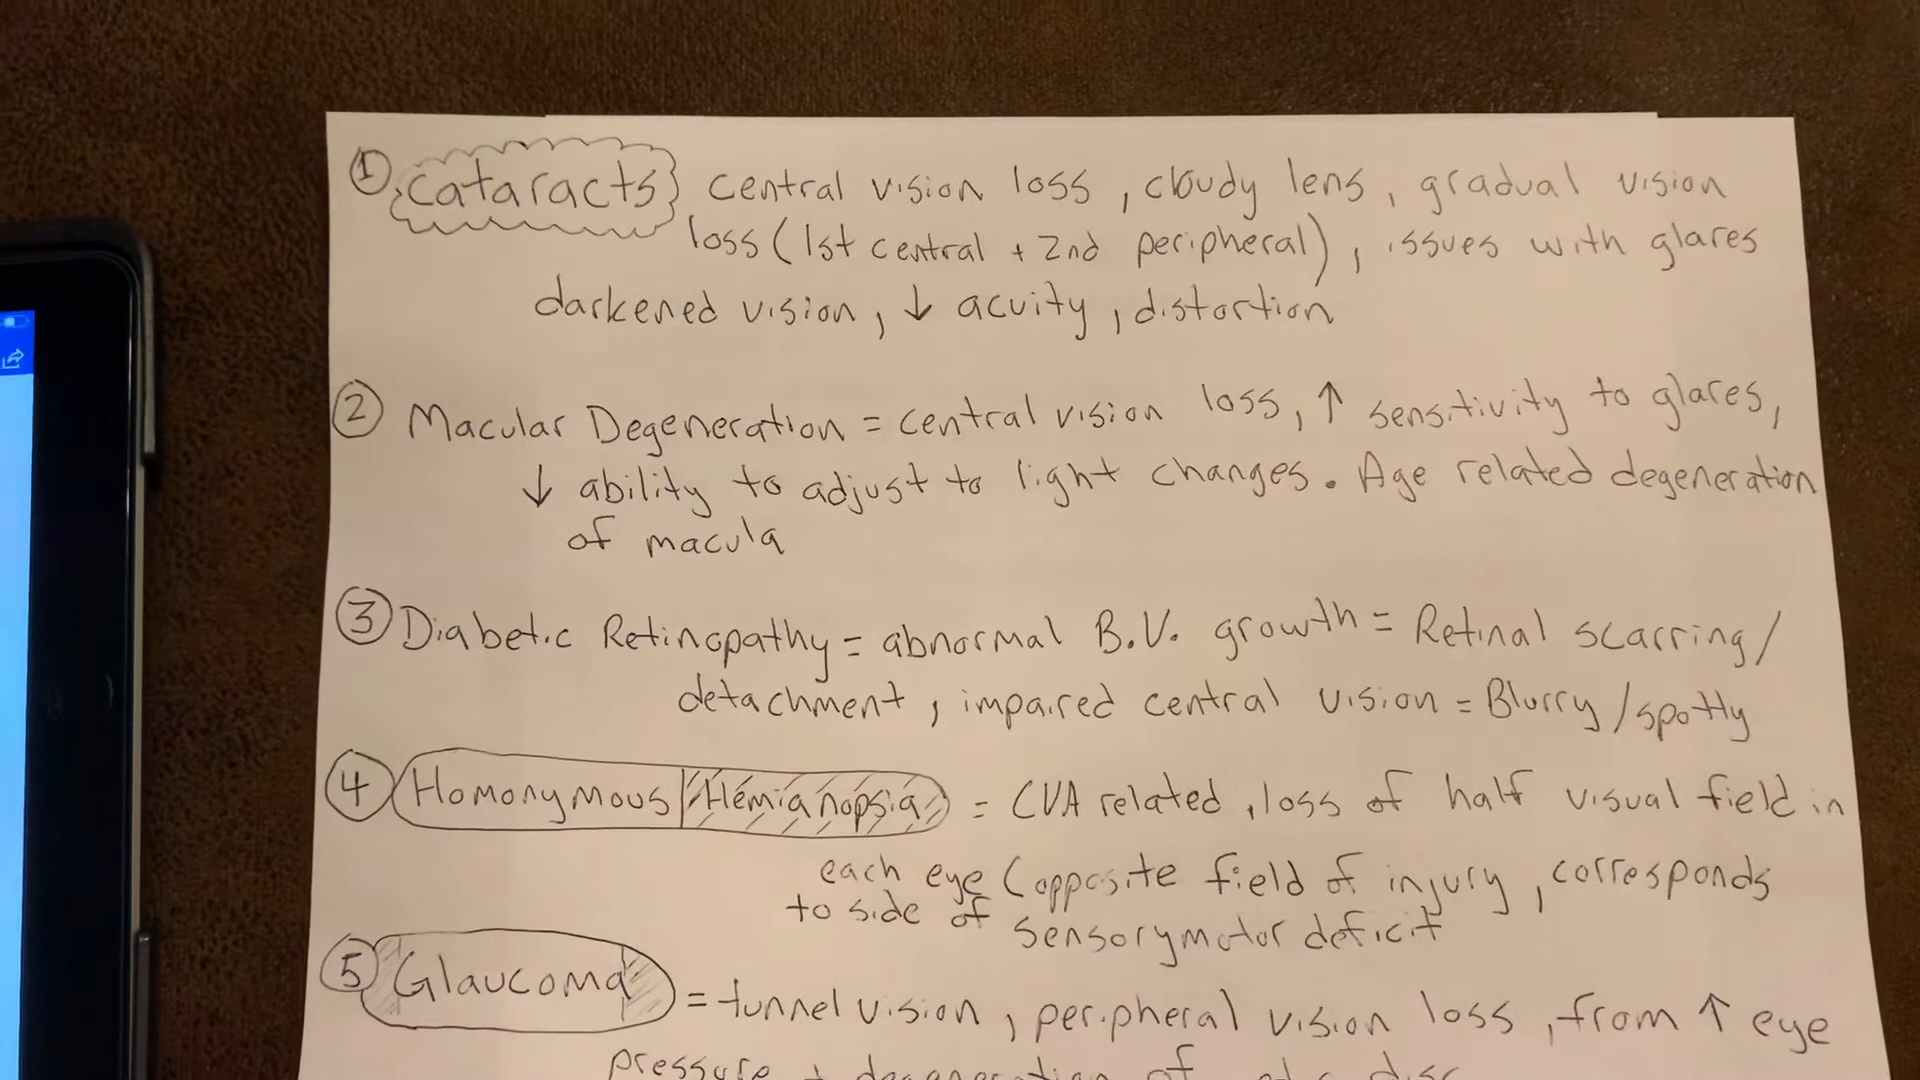 ① Cataracts central vision loss, cloudy lens, gradual vision
loss (1st central + 2nd peripheral), issues with glares
darkened vision, ↓ acuity, distortion
② Macular Degeneration = central vision loss, ↑ sensitivity to glares,
↓ ability to adjust to light changes. Age related degeneration
of macula
③ Diabetic Retinopathy = abnormal B.V. growth = Retinal scarring/
detachment, impaired central vision = Blurry/spotty
④ Homonymous Hemianopsia = CVA related, loss of half visual field in
each eye (opposite field of injury, corresponds
to side of sensorymotor deficit
⑤ Glaucoma = tunnel vision, peripheral vision loss, from ↑ eye
pressure + degeneration of disc